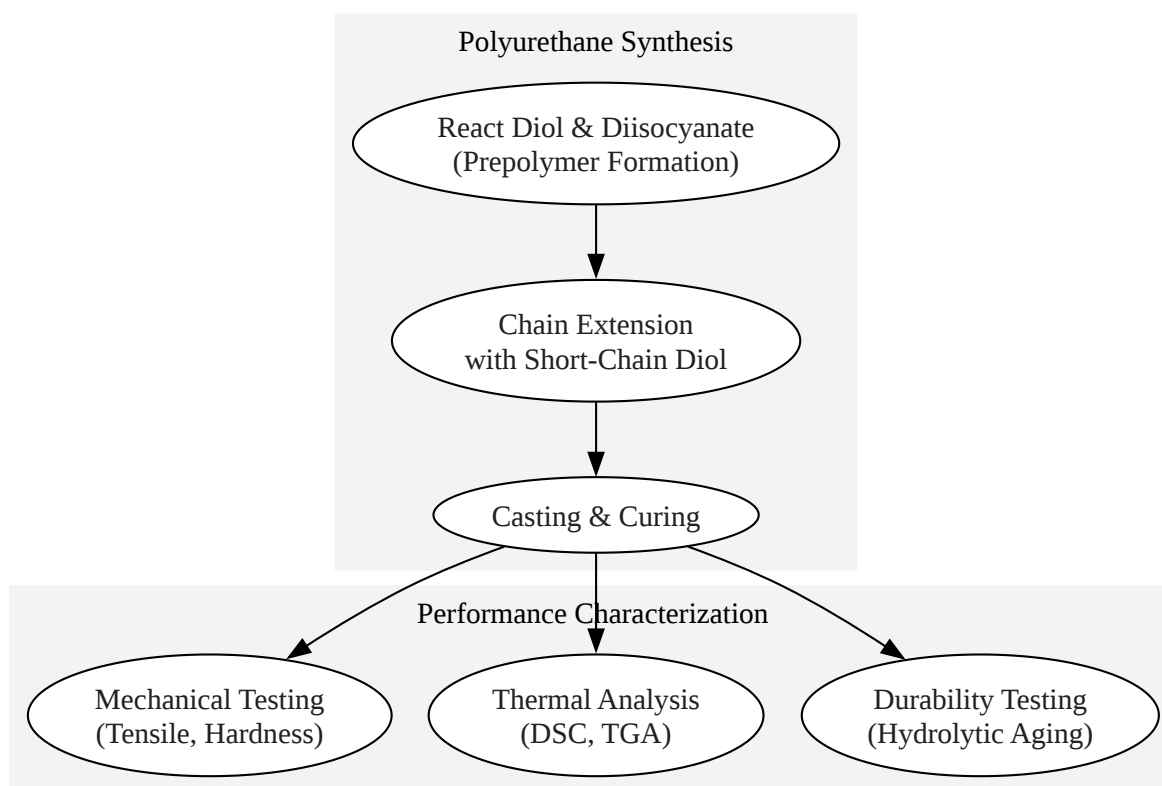 Polyurethane Synthesis
React Diol & Diisocyanate
(Prepolymer Formation)
Chain Extension
with Short-Chain Diol
Casting & Curing
Performance Characterization
Mechanical Testing
(Tensile, Hardness)
Thermal Analysis
(DSC, TGA)
Durability Testing
(Hydrolytic Aging)